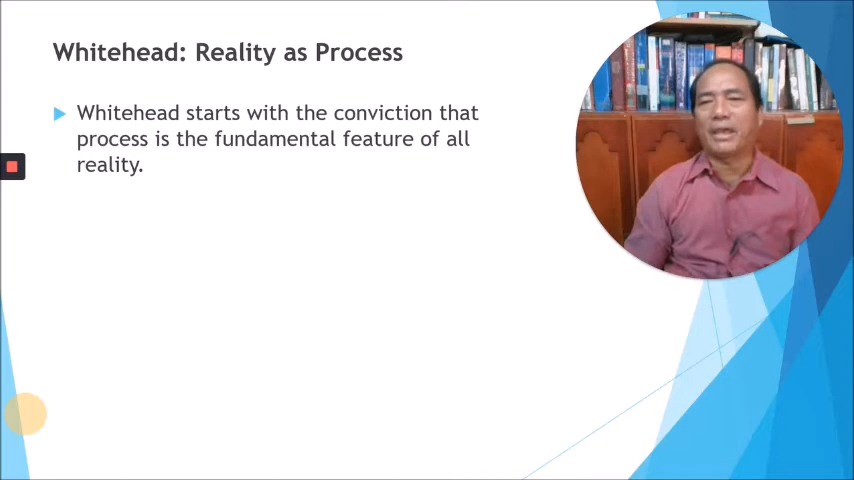 Whitehead: Reality as Process
Whitehead starts with the conviction that
process is the fundamental feature of all
reality.